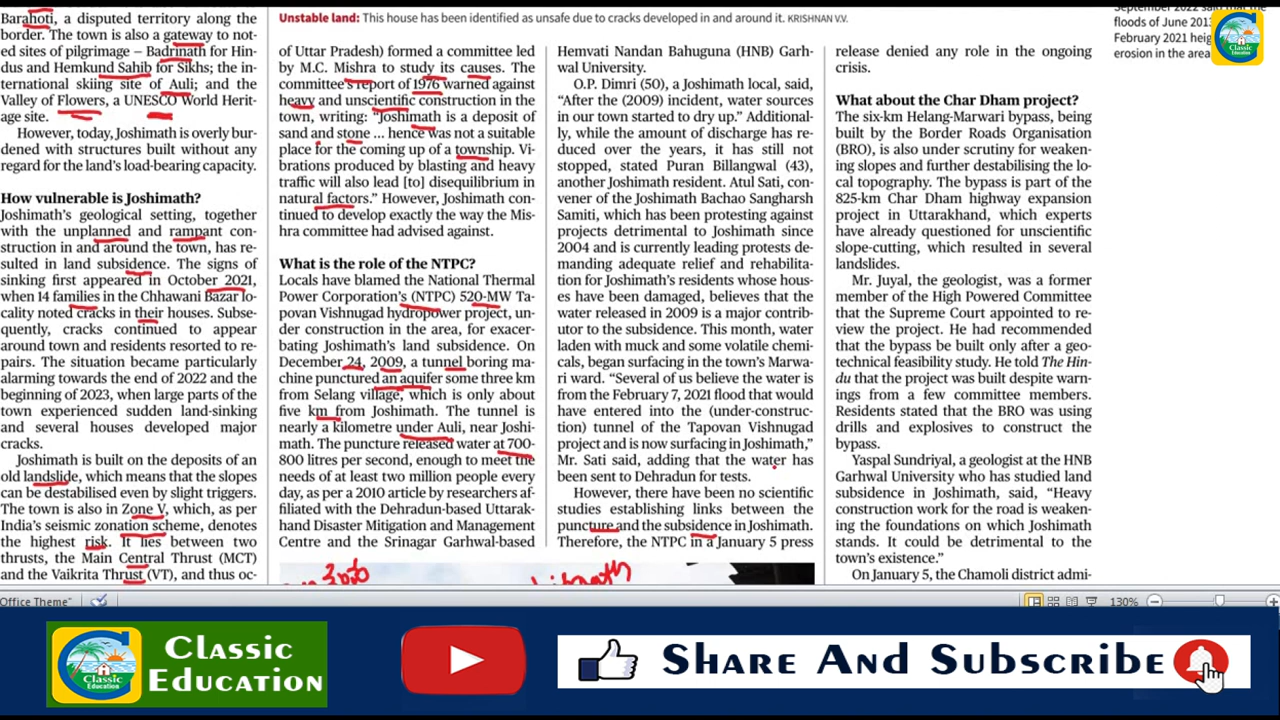 Barahoti, a disputed territory along the
border. The town is also a gateway to not-
ed sites of pilgrimage – Badrinath for Hin-
dus and Hemkund Sahib for Sikhs; the in-
ternational skiing site of Auli; and the
Valley of Flowers, a UNESCO World Herit-
age site.
However, today, Joshimath is overly bur-
dened with structures built without any
regard for the land's load-bearing capacity.
How vulnerable is Joshimath?
Joshimath's geological setting, together
with the unplanned and rampant con-
struction in and around the town, has re-
sulted in land subsidence. The signs of
sinking first appeared in October 2021,
when 14 families in the Chhawani Bazar lo-
cality noted cracks in their houses. Subse-
quently, cracks continued to appear
around town and residents resorted to re-
pairs. The situation became particularly
alarming towards the end of 2022 and the
beginning of 2023, when large parts of the
town experienced sudden land-sinking
and several houses developed major
cracks.
Joshimath is built on the deposits of an
old landslide, which means that the slopes
can be destabilised even by slight triggers.
The town is also in Zone V, which, as per
India's seismic zonation scheme, denotes
the highest risk. It lies between two
thrusts, the Main Central Thrust (MCT)
and the Vaikrita Thrust (VT), and thus oc-
Unstable land: This house has been identified as unsafe due to cracks developed in and around it. KRISHNAN V.V.
of Uttar Pradesh) formed a committee led
by M.C. Mishra to study its causes. The
committee's report of 1976 warned against
heavy and unscientific construction in the
town, writing: "Joshimath is a deposit of
sand and stone ... hence was not a suitable
place for the coming up of a township. Vi-
brations produced by blasting and heavy
traffic will also lead [to] disequilibrium in
natural factors." However, Joshimath con-
tinued to develop exactly the way the Mis-
hra committee had advised against.
What is the role of the NTPC?
Locals have blamed the National Thermal
Power Corporation's (NTPC) 520-MW Ta-
povan Vishnugad hydropower project, un-
der construction in the area, for exacer-
bating Joshimath's land subsidence. On
December 24, 2009, a tunnel boring ma-
chine punctured an aquifer some three km
from Selang village, which is only about
five km from Joshimath. The tunnel is
nearly a kilometre under Auli, near Joshi-
math. The puncture released water at 700-
800 litres per second, enough to meet the
needs of at least two million people every
day, as per a 2010 article by researchers af-
filiated with the Dehradun-based Uttarak-
hand Disaster Mitigation and Management
Centre and the Srinagar Garhwal-based
Hemvati Nandan Bahuguna (HNB) Garh-
wal University.
O.P. Dimri (50), a Joshimath local, said,
"After the (2009) incident, water sources
in our town started to dry up." Additional-
ly, while the amount of discharge has re-
duced over the years, it has still not
stopped, stated Puran Billangwal (43),
another Joshimath resident. Atul Sati, con-
vener of the Joshimath Bachao Sangharsh
Samiti, which has been protesting against
projects detrimental to Joshimath since
2004 and is currently leading protests de-
manding adequate relief and rehabilita-
tion for Joshimath's residents whose hous-
es have been damaged, believes that the
water released in 2009 is a major contrib-
utor to the subsidence. This month, water
laden with muck and some volatile chemi-
cals, began surfacing in the town's Marwa-
ri ward. "Several of us believe the water is
from the February 7, 2021 flood that would
have entered into the (under-construc-
tion) tunnel of the Tapovan Vishnugad
project and is now surfacing in Joshimath,"
Mr. Sati said, adding that the water has
been sent to Dehradun for tests.
However, there have been no scientific
studies establishing links between the
puncture and the subsidence in Joshimath.
Therefore, the NTPC in a January 5 press
release denied any role in the ongoing
crisis.
What about the Char Dham project?
The six-km Helang-Marwari bypass, being
built by the Border Roads Organisation
(BRO), is also under scrutiny for weaken-
ing slopes and further destabilising the lo-
cal topography. The bypass is part of the
825-km Char Dham highway expansion
project in Uttarakhand, which experts
have already questioned for unscientific
slope-cutting, which resulted in several
landslides.
Mr. Juyal, the geologist, was a former
member of the High Powered Committee
that the Supreme Court appointed to re-
view the project. He had recommended
that the bypass be built only after a geo-
technical feasibility study. He told The Hin-
du that the project was built despite warn-
ings from a few committee members.
Residents stated that the BRO was using
drills and explosives to construct the
bypass.
Yaspal Sundriyal, a geologist at the HNB
Garhwal University who has studied land
subsidence in Joshimath, said, "Heavy
construction work for the road is weaken-
ing the foundations on which Joshimath
stands. It could be detrimental to the
town's existence."
On January 5, the Chamoli district admi-
floods of June 2013
February 2021 heig
erosion in the area
Classic
Education
Office Theme"
130%
Classic
Education
Classic
Education
Share And Subscribe